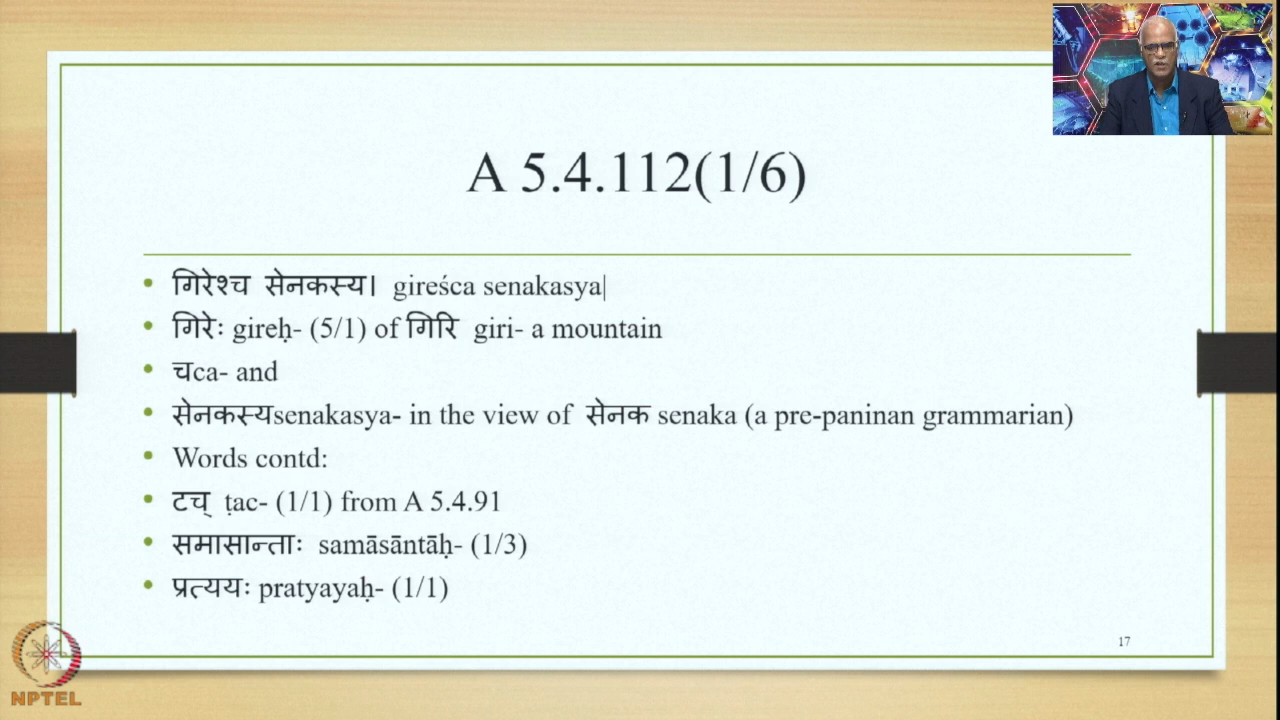 A 5.4.112(1/6)
गिरेश्च सेनकस्य। gireśca senakasya|
गिरेः gireḥ- (5/1) of गिरि giri- a mountain
चca- and
सेनकस्यsenakasya- in the view of सेनक senaka (a pre-paninan grammarian)
Words contd:
टच् ṭac- (1/1) from A 5.4.91
समासान्ताः samāsāntāḥ- (1/3)
प्रत्ययः pratyayaḥ- (1/1)
17
NPTEL